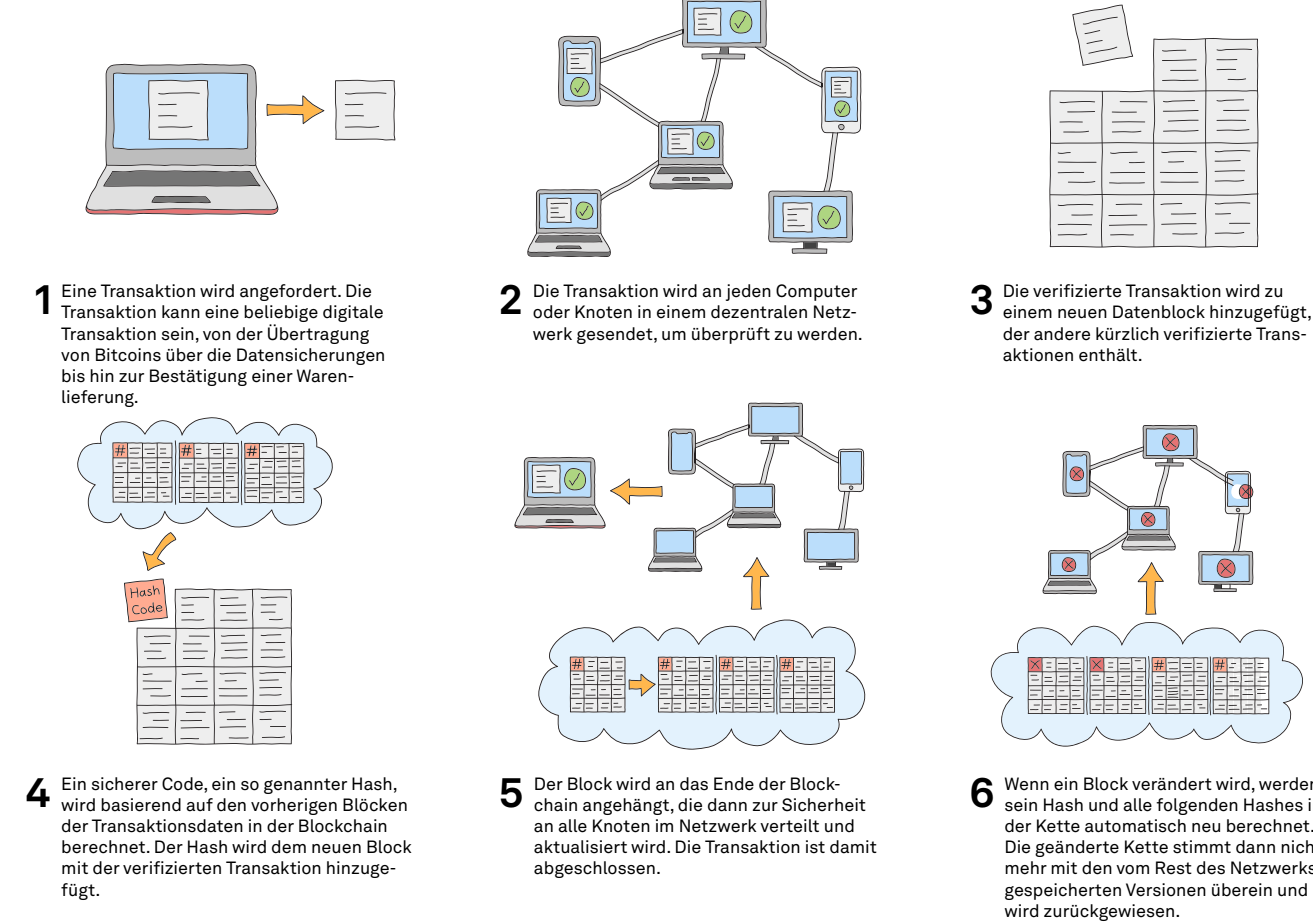 1
Eine Transaktion wird angefordert. Die
Transaktion kann eine beliebige digitale
Transaktion sein, von der Übertragung
von Bitcoins über die Datensicherungen
bis hin zur Bestätigung einer Waren-
lieferung.
2
Die Transaktion wird an jeden Computer
oder Knoten in einem dezentralen Netz-
werk gesendet, um überprüft zu werden.
3
Die verifizierte Transaktion wird zu
einem neuen Datenblock hinzugefügt,
der andere kürzlich verifizierte Trans-
aktionen enthält.
# # #
Hash
Code
4
Ein sicherer Code, ein so genannter Hash,
wird basierend auf den vorherigen Blöcken
der Transaktionsdaten in der Blockchain
berechnet. Der Hash wird dem neuen Block
mit der verifizierten Transaktion hinzuge-
fügt.
# # # #
5
Der Block wird an das Ende der Block-
chain angehängt, die dann zur Sicherheit
an alle Knoten im Netzwerk verteilt und
aktualisiert wird. Die Transaktion ist damit
abgeschlossen.
# #
6
Wenn ein Block verändert wird, werden
sein Hash und alle folgenden Hashes
der Kette automatisch neu berechnet.
Die geänderte Kette stimmt dann
mehr mit den vom Rest des Netzwerks
gespeicherten Versionen überein und
wird zurückgewiesen.